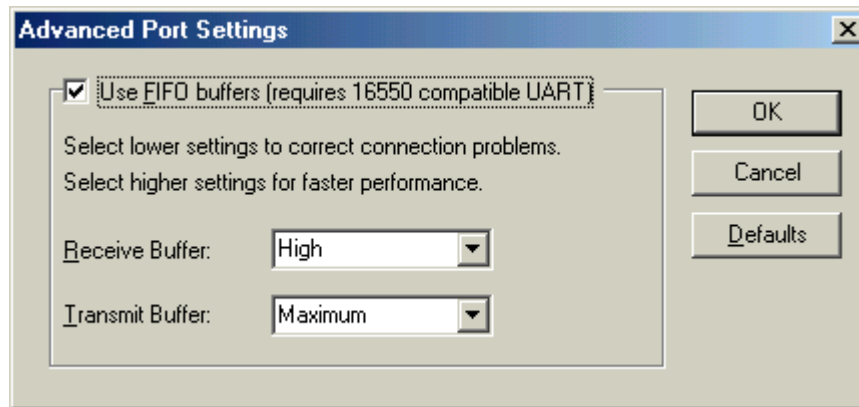 Advanced Port Settings
Use FIFO buffers (requires 16550 compatible UART)
Select lower settings to correct connection problems.
Select higher settings for faster performance.
Receive Buffer: High
Transmit Buffer: Maximum
OK
Cancel
Defaults